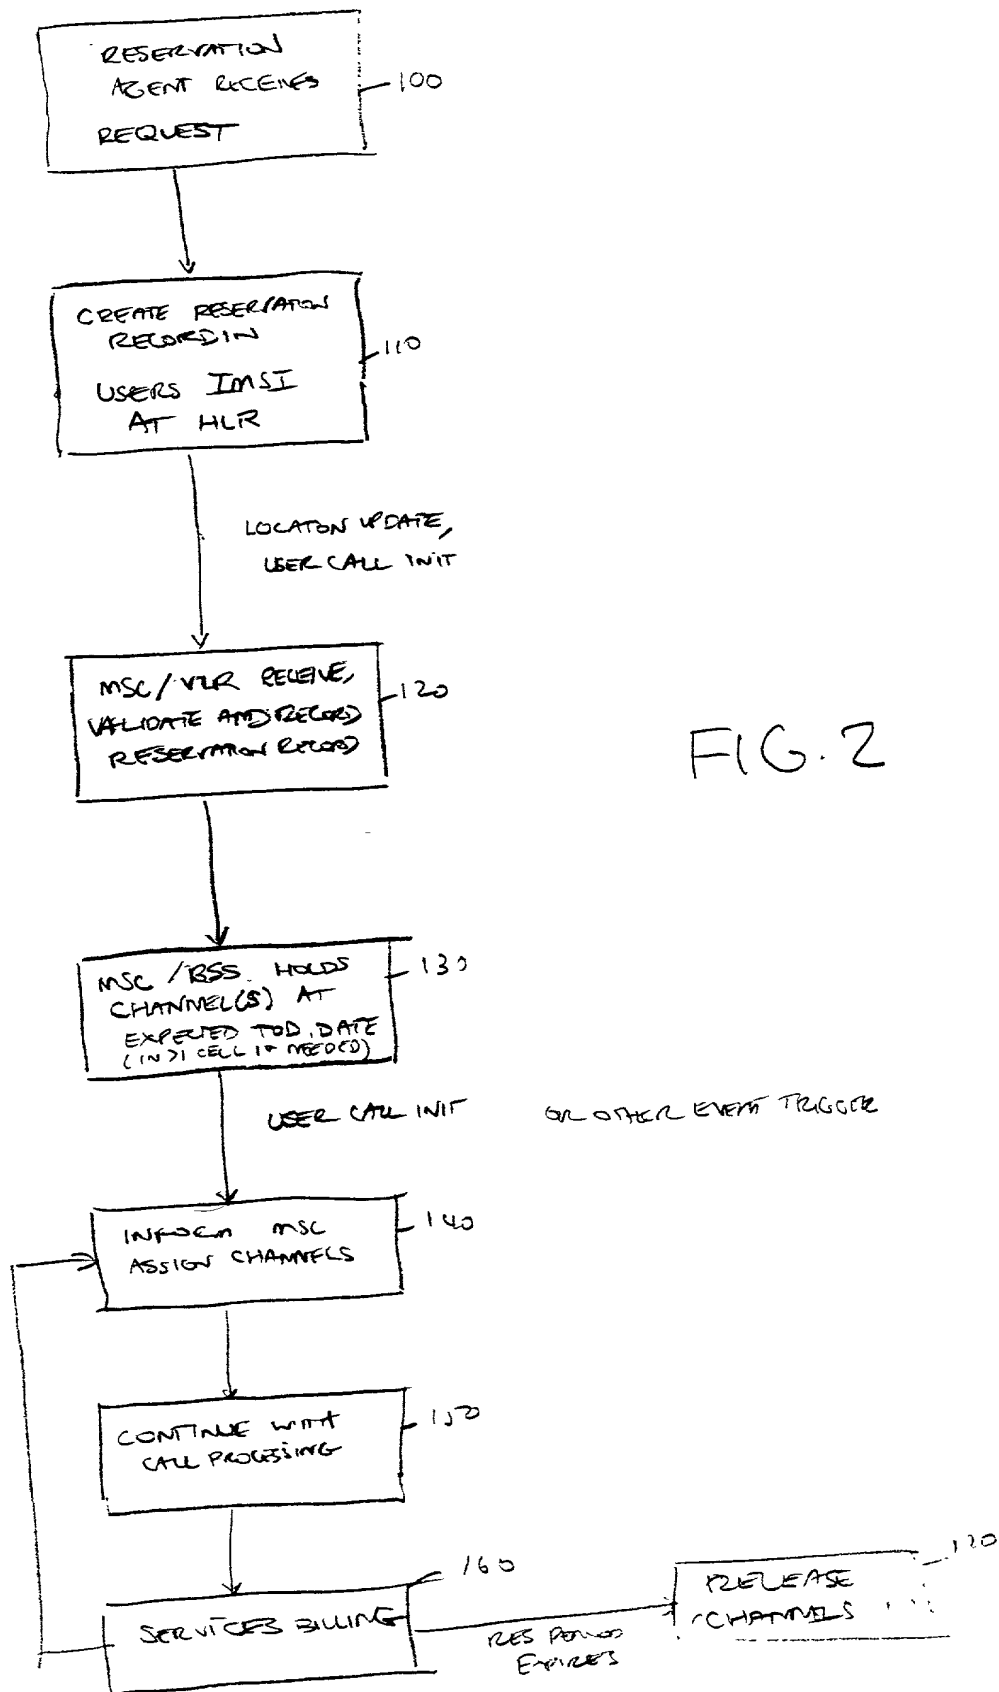 RESERVATION
AGENT RECEIVES
REQUEST
100
CREATE RESERVATION
RECORD IN
USERS IMSI
AT HLR
110
LOCATON UPDATE,
USER CALL INIT
MSC/VLR RECEIVE,
VALIDATE AND RECORD
RESERVATION RECORD
120
FIG. 2
MSC/BSS HOLDS
CHANNEL(S) AT
EXPECTED TOD, DATE
(IN >1 CELL IF NEEDED)
130
USER CALL INIT OR OTHER EVENT TRIGGER
INFORM MSC
ASSIGN CHANNELS
140
CONTINUE WITH
CALL PROCESSING
150
SERVICES BILLING
160
RES PERIOD
EXPIRES
RELEASE
CHANNELS
170